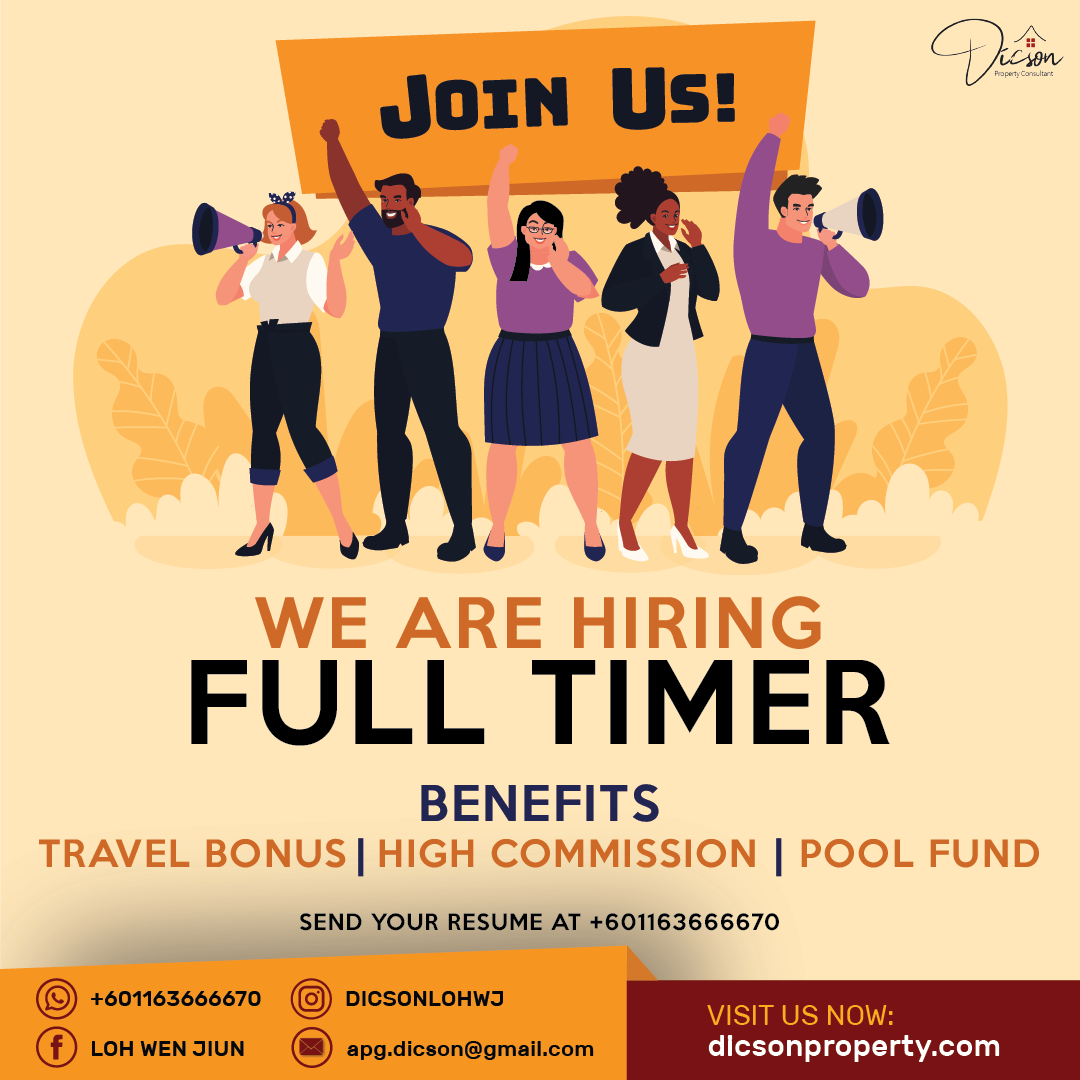 Dicson
Property Consultant
JOIN US!
WE ARE HIRING
FULL TIMER
BENEFITS
TRAVEL BONUS | HIGH COMMISSION | POOL FUND
SEND YOUR RESUME AT +601163666670
+601163666670
DICSONLOHWJ
LOH WEN JIUN
apg.dicson@gmail.com
VISIT US NOW:
dIcsonproperty.com